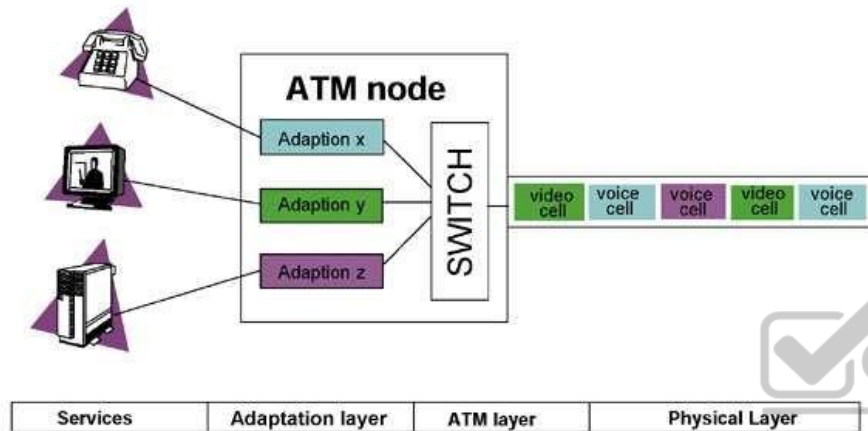 ATM node
Adaption x
Adaption y
Adaption z
SWITCH
video cell
voice cell
voice cell
video cell
voice cell
Services
Adaptation layer
ATM layer
Physical Layer